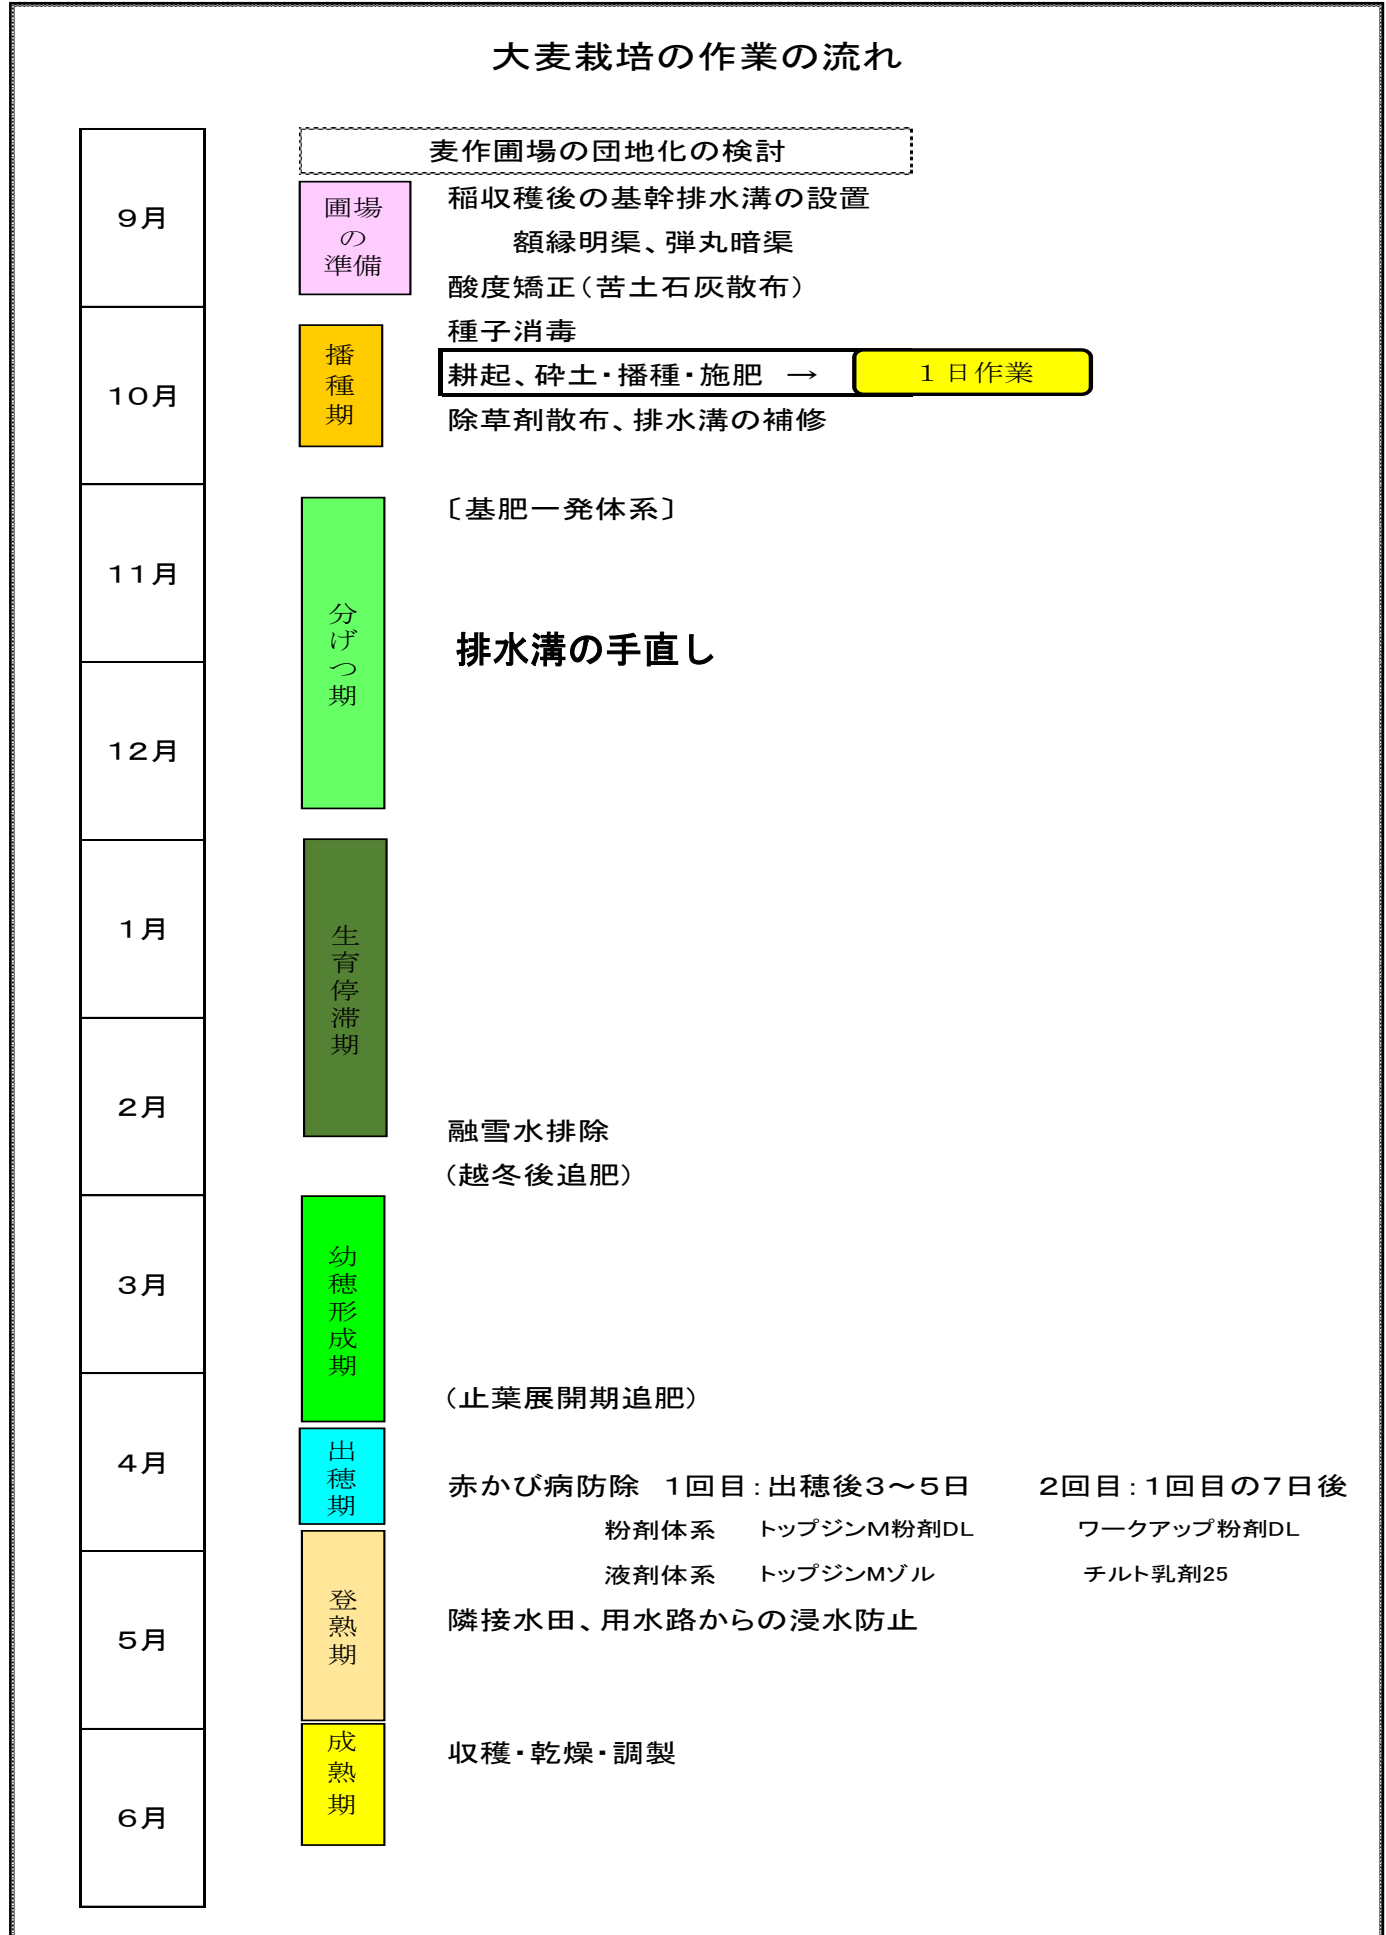 大麦栽培の作業の流れ
麦作圃場の団地化の検討
9月
圃場
の
準備
稲収穫後の基幹排水溝の設置
額縁明渠、弾丸暗渠
酸度矯正(苦土石灰散布)
10月
播種期
種子消毒
耕起、砕土・播種・施肥 → 1日作業
除草剤散布、排水溝の補修
11月
分げつ期
〔基肥一発体系〕
排水溝の手直し
12月
1月
生育停滞期
2月
融雪水排除
(越冬後追肥)
3月
幼穂形成期
(止葉展開期追肥)
4月
出穂期
赤かび病防除 1回目:出穂後3~5日 2回目:1回目の7日後
粉剤体系 トップジンM粉剤DL ワークアップ粉剤DL
液剤体系 トップジンMゾル チルト乳剤25
5月
登熟期
隣接水田、用水路からの浸水防止
成熟期
収穫・乾燥・調製
6月